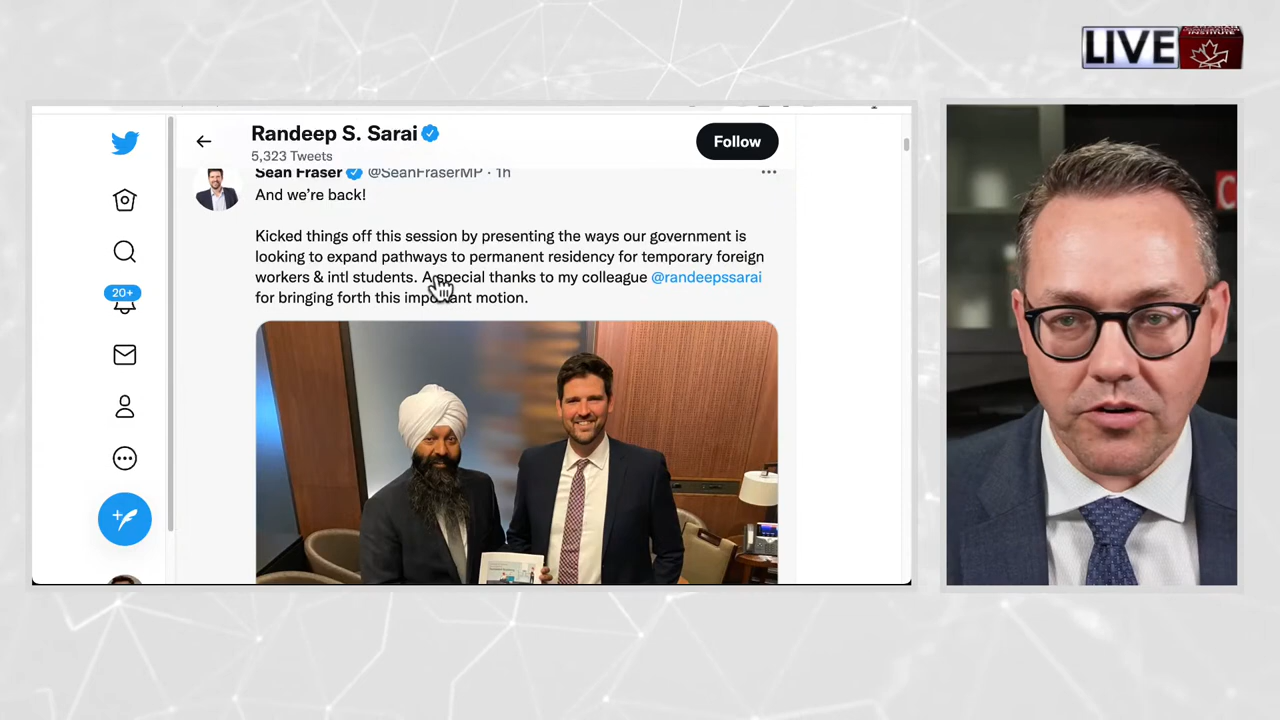 LIVE
INSTITUTE
Randeep S. Sarai
5,323 Tweets
Follow
Sean Fraser @SeanFraserMP · 1h
And we're back!
Kicked things off this session by presenting the ways our government is
looking to expand pathways to permanent residency for temporary foreign
workers & intl students. A special thanks to my colleague @randeepssarai
for bringing forth this important motion.
20+
C